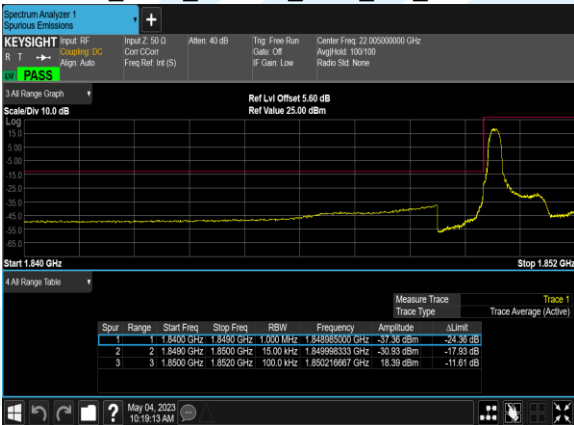 Spectrum Analyzer 1
Spurious Emissions
KEYSIGHT Input: RF Input Z: 50 Ω Atten: 40 dB Trig: Free Run Center Freq: 22.005000000 GHz
R T Coupling: DC Corr CCorr Gate: Off Avg|Hold: 100/100
Align: Auto Freq Ref: Int (S) IF Gain: Low Radio Std: None
PASS
3 All Range Graph
Ref Lvl Offset 5.60 dB
Scale/Div 10.0 dB Ref Value 25.00 dBm
Log
15.0
5.00
-5.00
-15.0
-25.0
-35.0
-45.0
-55.0
-65.0
Start 1.840 GHz Stop 1.852 GHz
4 All Range Table
Measure Trace Trace 1
Trace Type Trace Average (Active)
Spur Range Start Freq Stop Freq RBW Frequency Amplitude ΔLimit
1 1 1.8400 GHz 1.8490 GHz 1.000 MHz 1.848985000 GHz -37.36 dBm -24.36 dB
2 2 1.8490 GHz 1.8500 GHz 15.00 kHz 1.849998333 GHz -30.93 dBm -17.93 dB
3 3 1.8500 GHz 1.8520 GHz 100.0 kHz 1.850216667 GHz 18.39 dBm -11.61 dB
?
May 04, 2023
10:19:13 AM